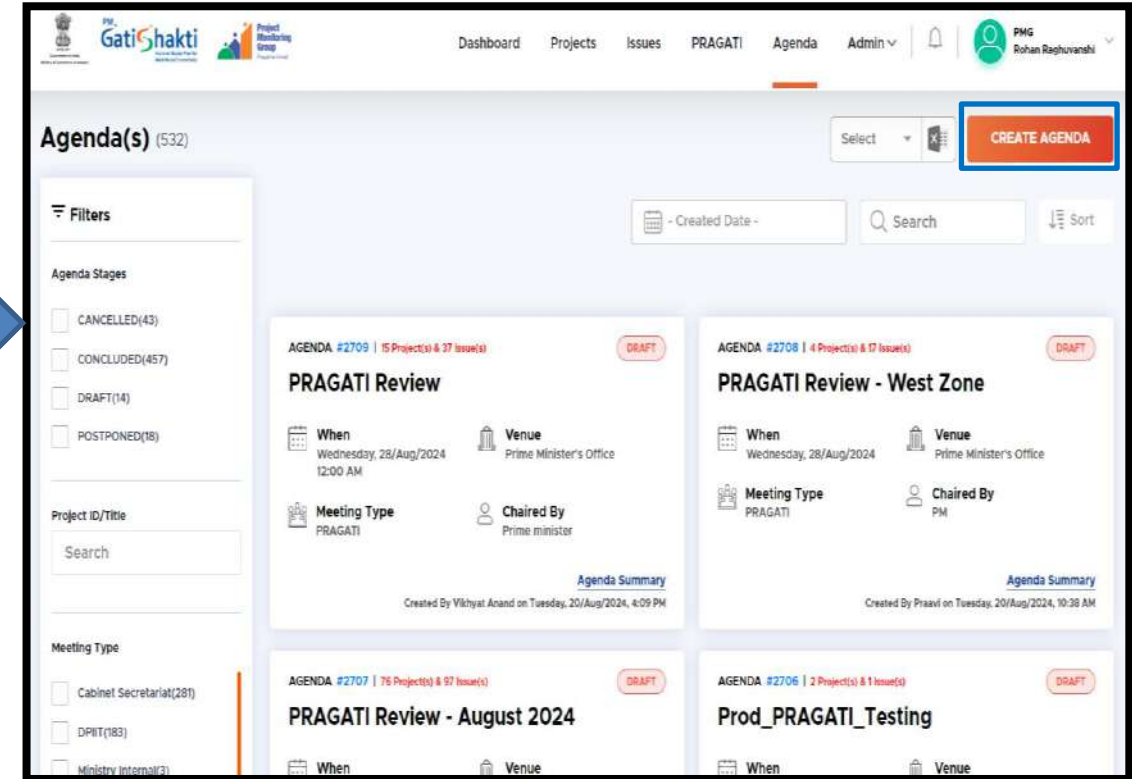 PM
GatiShakti
Project
Monitoring
Group
Dashboard Projects Issues PRAGATI Agenda Admin
PMG
Rohan Raghuvanshi
Agenda(s) (532)
Select
CREATE AGENDA
Filters
- Created Date -
Search
Sort
Agenda Stages
CANCELLED(43)
CONCLUDED(457)
DRAFT(14)
POSTPONED(18)
Project ID/Title
Search
Meeting Type
Cabinet Secretariat(281)
DPIIT(183)
Ministry Internal(3)
AGENDA #2709 | 15 Project(s) & 37 Issue(s)
DRAFT
PRAGATI Review
When
Wednesday, 28/Aug/2024
12:00 AM
Venue
Prime Minister's Office
Meeting Type
PRAGATI
Chaired By
Prime minister
Agenda Summary
Created By Vikhyat Anand on Tuesday, 20/Aug/2024, 4:09 PM
AGENDA #2708 | 4 Project(s) & 17 Issue(s)
DRAFT
PRAGATI Review - West Zone
When
Wednesday, 28/Aug/2024
Venue
Prime Minister's Office
Meeting Type
PRAGATI
Chaired By
PM
Agenda Summary
Created By Praavi on Tuesday, 20/Aug/2024, 10:38 AM
AGENDA #2707 | 76 Project(s) & 97 Issue(s)
DRAFT
PRAGATI Review - August 2024
When
Venue
AGENDA #2706 | 2 Project(s) & 1 Issue(s)
DRAFT
Prod_PRAGATI_Testing
When
Venue